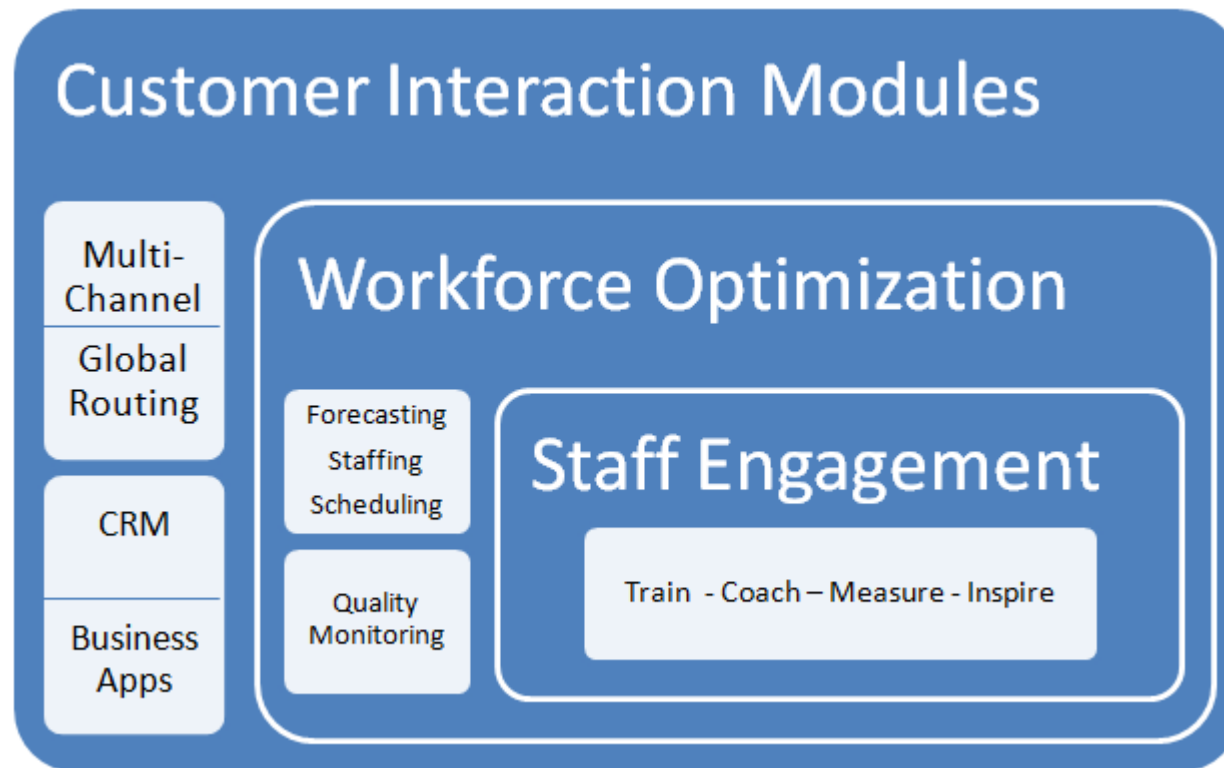 Customer Interaction Modules
Multi-
Channel
Global
Routing
CRM
Business
Apps
Workforce Optimization
Forecasting
Staffing
Scheduling
Quality
Monitoring
Staff Engagement
Train  - Coach – Measure - Inspire